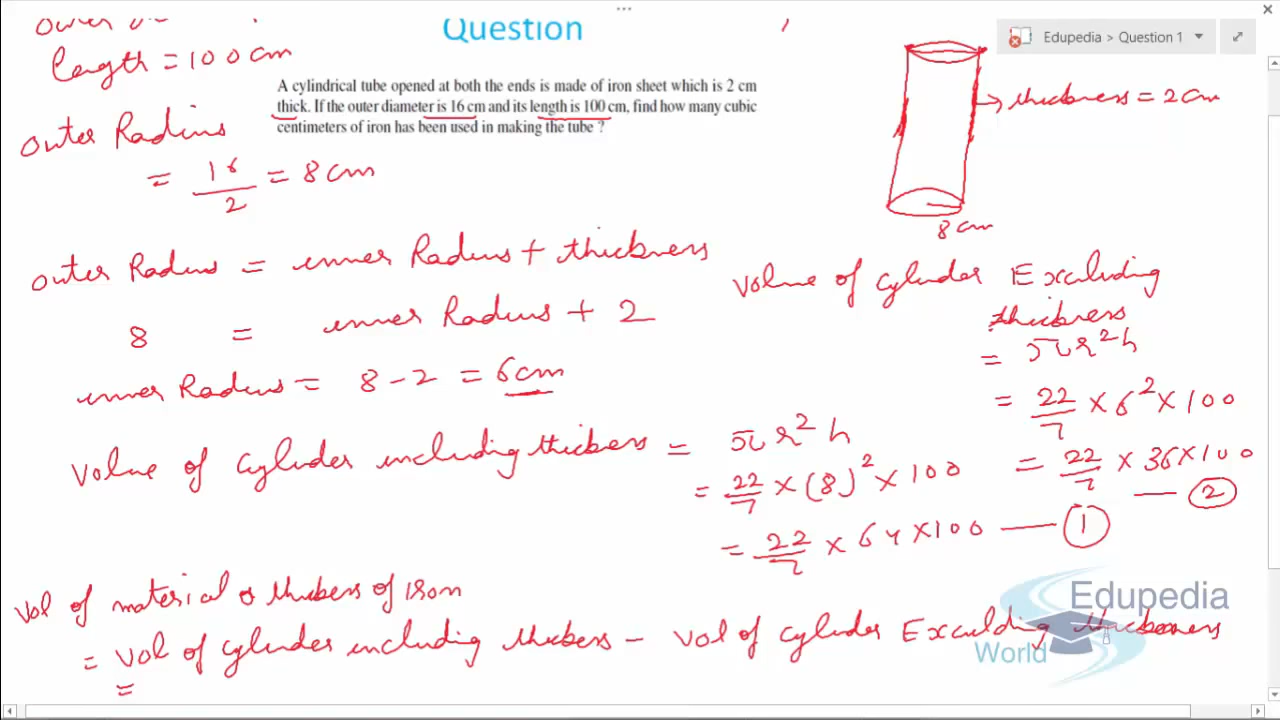 Question
Edupedia > Question 1
length = 100 cm
A cylindrical tube opened at both the ends is made of iron sheet which is 2 cm
thick. If the outer diameter is 16 cm and its length is 100 cm, find how many cubic
centimeters of iron has been used in making the tube ?
→ thickness = 2 cm
8 cm
outer Radius
= 16/2 = 8 cm
outer Radius = inner Radius + thickness
8 = inner Radius + 2
inner Radius = 8 - 2 = 6 cm
Volume of cylinder including thickness = πr²h
= 22/7 × (8)² × 100
= 22/7 × 64 × 100 — ①
Volume of cylinder Excluding
thickness
= πr²h
= 22/7 × 6² × 100
= 22/7 × 36 × 100
— ②
Vol of material o thickness of Iron
= Vol of cylinder including thickness - Vol of cylinder Excluding thickness
=
Edupedia
World